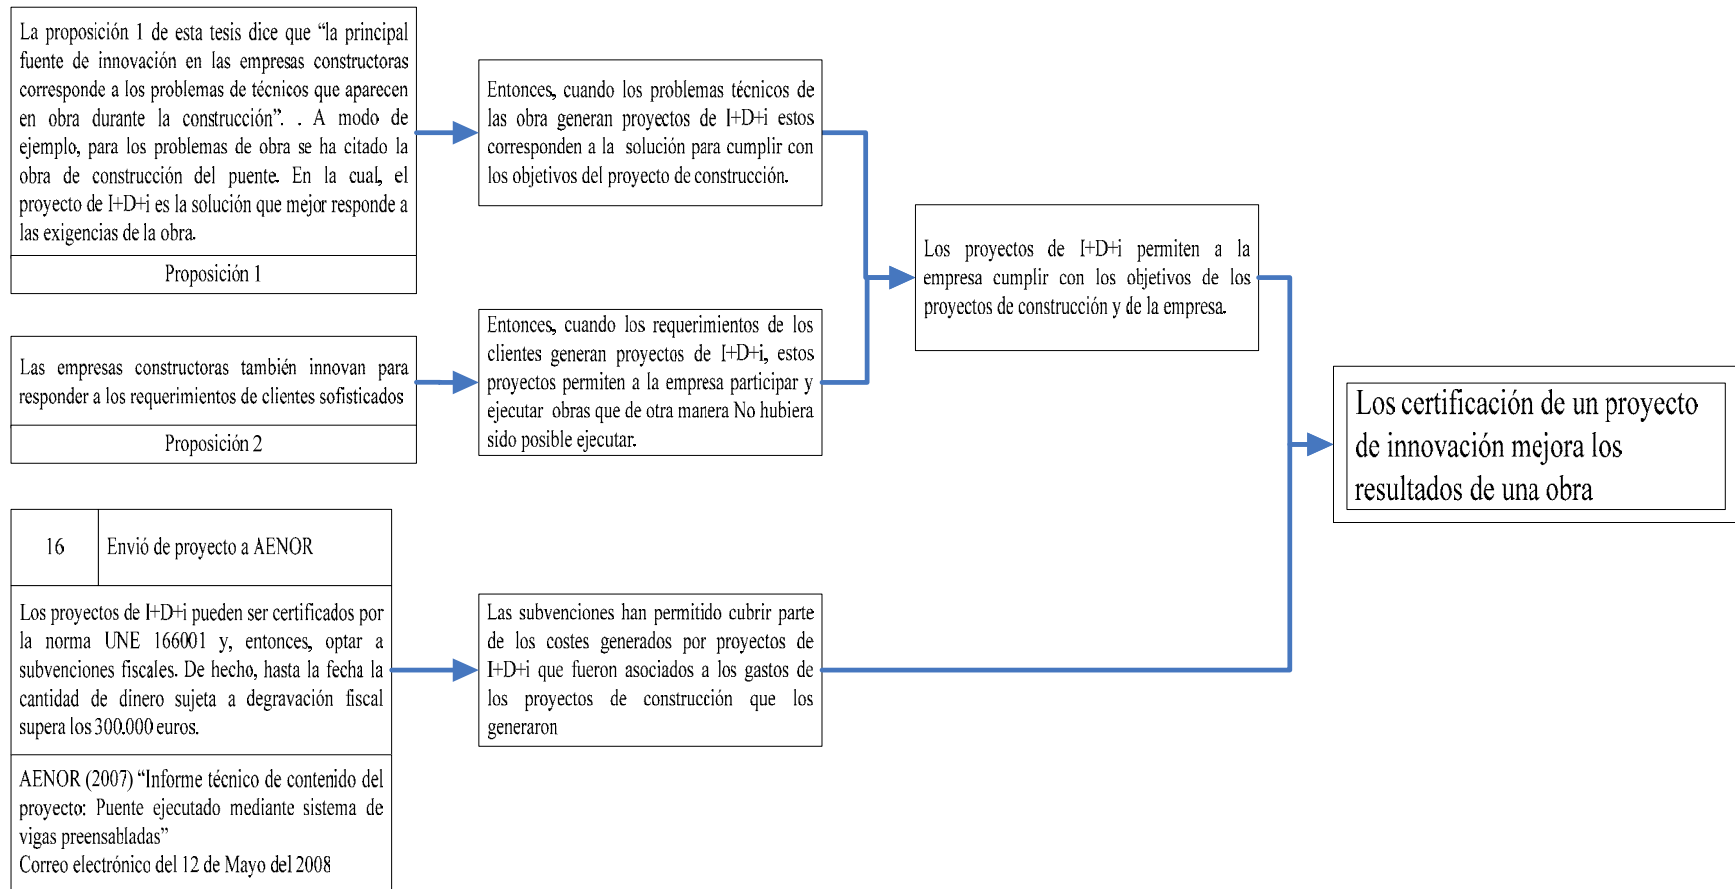 La proposición 1 de esta tesis dice que “la principal
fuente de innovación en las empresas constructoras
corresponde a los problemas de técnicos que aparecen
en obra durante la construcción”. . A modo de
ejemplo, para los problemas de obra se ha citado la
obra de construcción del puente. En la cual, el
proyecto de I+D+i es la solución que mejor responde a
las exigencias de la obra.
Proposición 1
Entonces, cuando los problemas técnicos de
las obra generan proyectos de I+D+i estos
corresponden a la solución para cumplir con
los objetivos del proyecto de construcción.
Las empresas constructoras también innovan para
responder a los requerimientos de clientes sofisticados
Proposición 2
Entonces, cuando los requerimientos de los
clientes generan proyectos de I+D+i, estos
proyectos permiten a la empresa participar y
ejecutar obras que de otra manera No hubiera
sido posible ejecutar.
Los proyectos de I+D+i permiten a la
empresa cumplir con los objetivos de los
proyectos de construcción y de la empresa.
16
Envió de proyecto a AENOR
Los proyectos de I+D+i pueden ser certificados por
la norma UNE 166001 y, entonces, optar a
subvenciones fiscales. De hecho, hasta la fecha la
cantidad de dinero sujeta a degravación fiscal
supera los 300.000 euros.
AENOR (2007) “Informe técnico de contenido del
proyecto: Puente ejecutado mediante sistema de
vigas preensabladas”
Correo electrónico del 12 de Mayo del 2008
Las subvenciones han permitido cubrir parte
de los costes generados por proyectos de
I+D+i que fueron asociados a los gastos de
los proyectos de construcción que los
generaron
Los certificación de un proyecto
de innovación mejora los
resultados de una obra